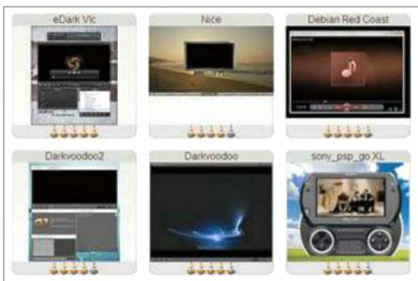 eDark Vlc
Nice
Debian Red Coast
Darkvoodoo2
Darkvoodoo
sony_psp_go XL